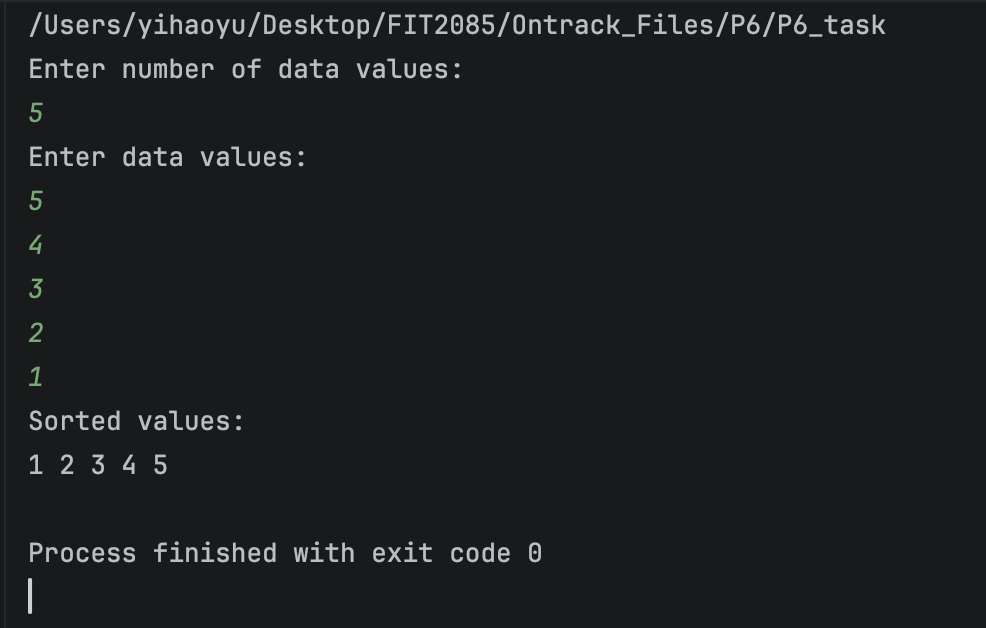 /Users/yihaoyu/Desktop/FIT2085/Ontrack_Files/P6/P6_task
Enter number of data values:
5
Enter data values:
5
4
3
2
1
Sorted values:
1 2 3 4 5
Process finished with exit code 0